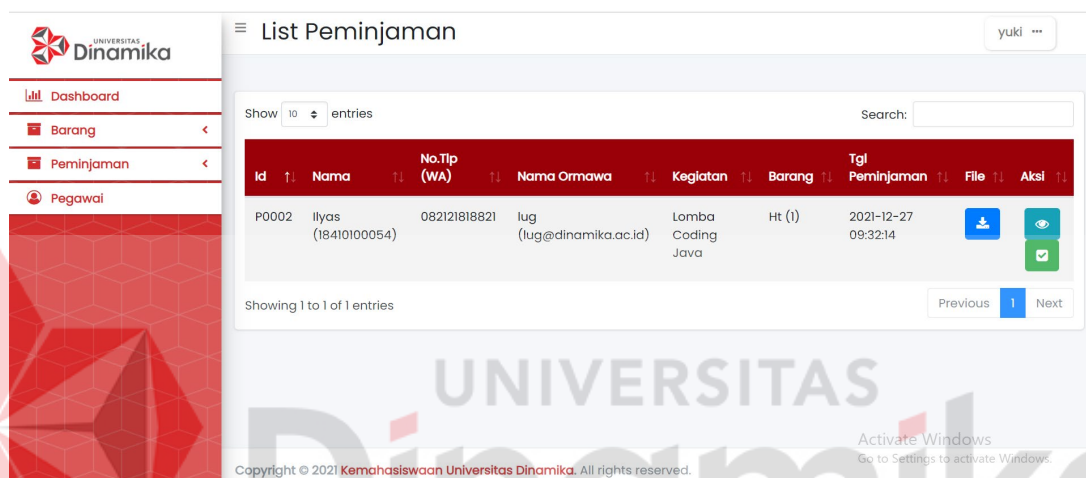 UNIVERSITAS
Dinamika
≡ List Peminjaman
yuki ···
Dashboard
Barang
Peminjaman
Pegawai
Show 10 entries
Search:
Id Nama No.Tlp (WA) Nama Ormawa Kegiatan Barang Tgl Peminjaman File Aksi
P0002 Ilyas lug Lomba Ht (1) 2021-12-27
(18410100054) 082121818821 (lug@dinamika.ac.id) Coding 09:32:14
Java
Showing 1 to 1 of 1 entries
Previous 1 Next
UNIVERSITAS
Dinamik
Activate Windows
Go to Settings to activate Windows.
Copyright © 2021 Kemahasiswaan Universitas Dinamika. All rights reserved.